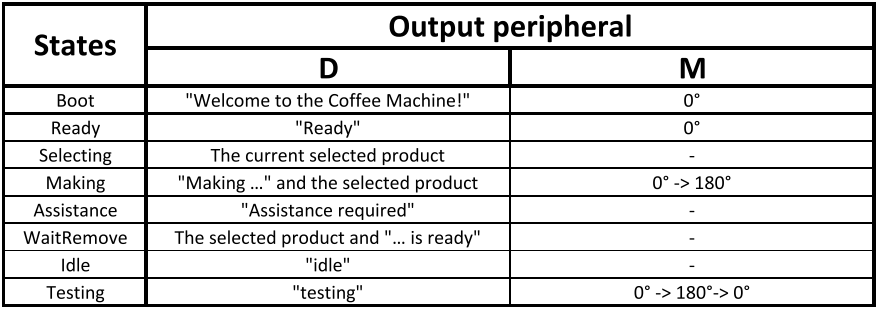 States Output peripheral
D M
Boot "Welcome to the Coffee Machine!" 0°
Ready "Ready" 0°
Selecting The current selected product -
Making "Making ..." and the selected product 0° -> 180°
Assistance "Assistance required" -
WaitRemove The selected product and "... is ready" -
Idle "idle" -
Testing "testing" 0° -> 180°-> 0°